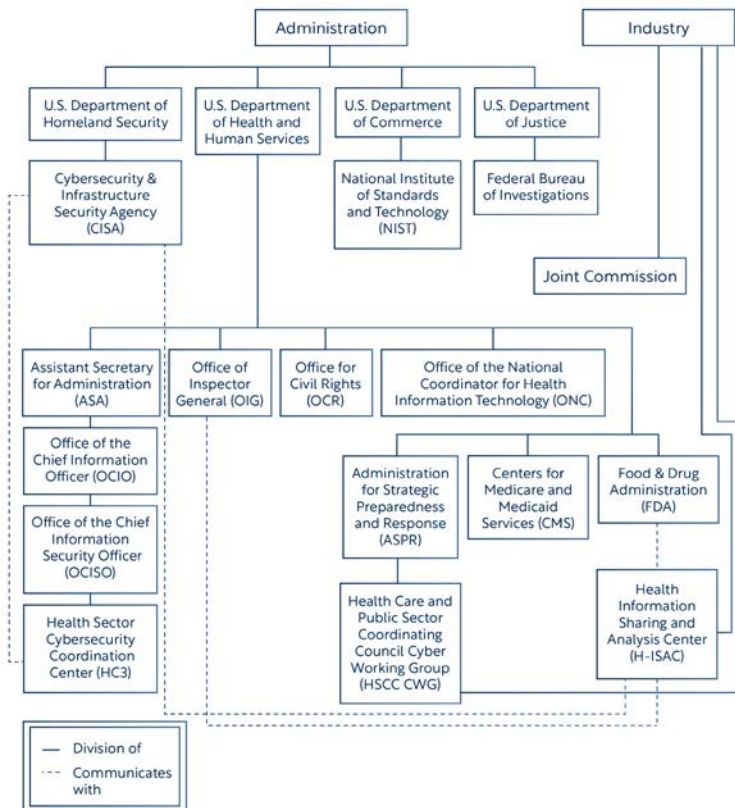 Administration
Industry
U.S. Department of
Homeland Security
U.S. Department
of Health and
Human Services
U.S. Department
of Commerce
U.S. Department
of Justice
Cybersecurity &
Infrastructure
Security Agency
(CISA)
National Institute
of Standards
and Technology
(NIST)
Federal Bureau
of Investigations
Joint Commission
Assistant Secretary
for Administration
(ASA)
Office of
Inspector
General (OIG)
Office for
Civil Rights
(OCR)
Office of the National
Coordinator for Health
Information Technology (ONC)
Office of the
Chief Information
Officer (OCIO)
Administration
for Strategic
Preparedness
and Response
(ASPR)
Centers for
Medicare and
Medicaid
Services (CMS)
Food & Drug
Administration
(FDA)
Office of the Chief
Information
Security Officer
(OCISO)
Health Sector
Cybersecurity
Coordination
Center (HC3)
Health Care and
Public Sector
Coordinating
Council Cyber
Working Group
(HSCC CWG)
Health
Information
Sharing and
Analysis Center
(H-ISAC)
Division of
Communicates
with